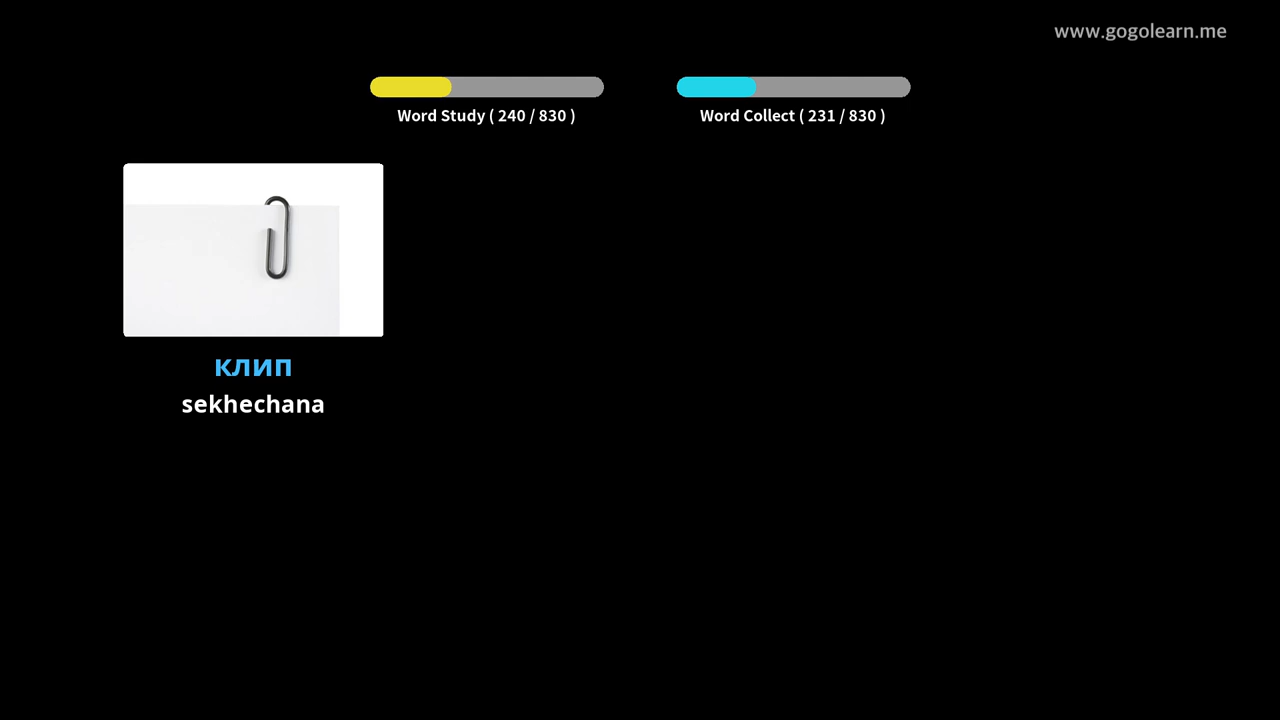 www.gogolearn.me
Word Study ( 240 / 830 )
Word Collect ( 231 / 830 )
клип
sekhechana